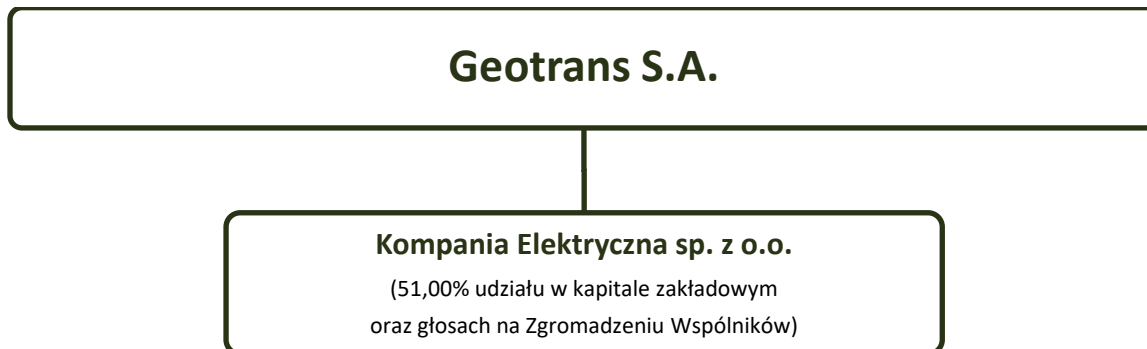 Geotrans S.A.
Kompania Elektryczna sp. z o.o.
(51,00% udziału w kapitale zakładowym
oraz głosach na Zgromadzeniu Wspólników)